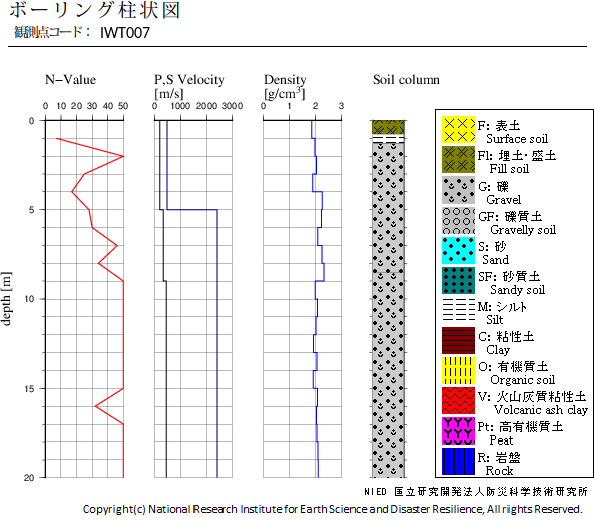 ボーリング柱状図
観測点コード： IWT007
N-Value
P,S Velocity
[m/s]
Density
[g/cm3]
Soil column
0 10 20 30 40 50
0 1000 2000 3000
0 1 2 3
0
5
10
15
20
depth [m]
F: 表土
Surface soil
Fl: 埋土・盛土
Fill soil
G: 礫
Gravel
GF: 礫質土
Gravelly soil
S: 砂
Sand
SF: 砂質土
Sandy soil
M: シルト
Silt
C: 粘性土
Clay
O: 有機質土
Organic soil
V: 火山灰質粘性土
Volcanic ash clay
Pt: 高有機質土
Peat
R: 岩盤
Rock
NIED 国立研究開発法人防災科学技術研究所
Copyright(c) National Research Institute for Earth Science and Disaster Resilience, All rights Reserved.